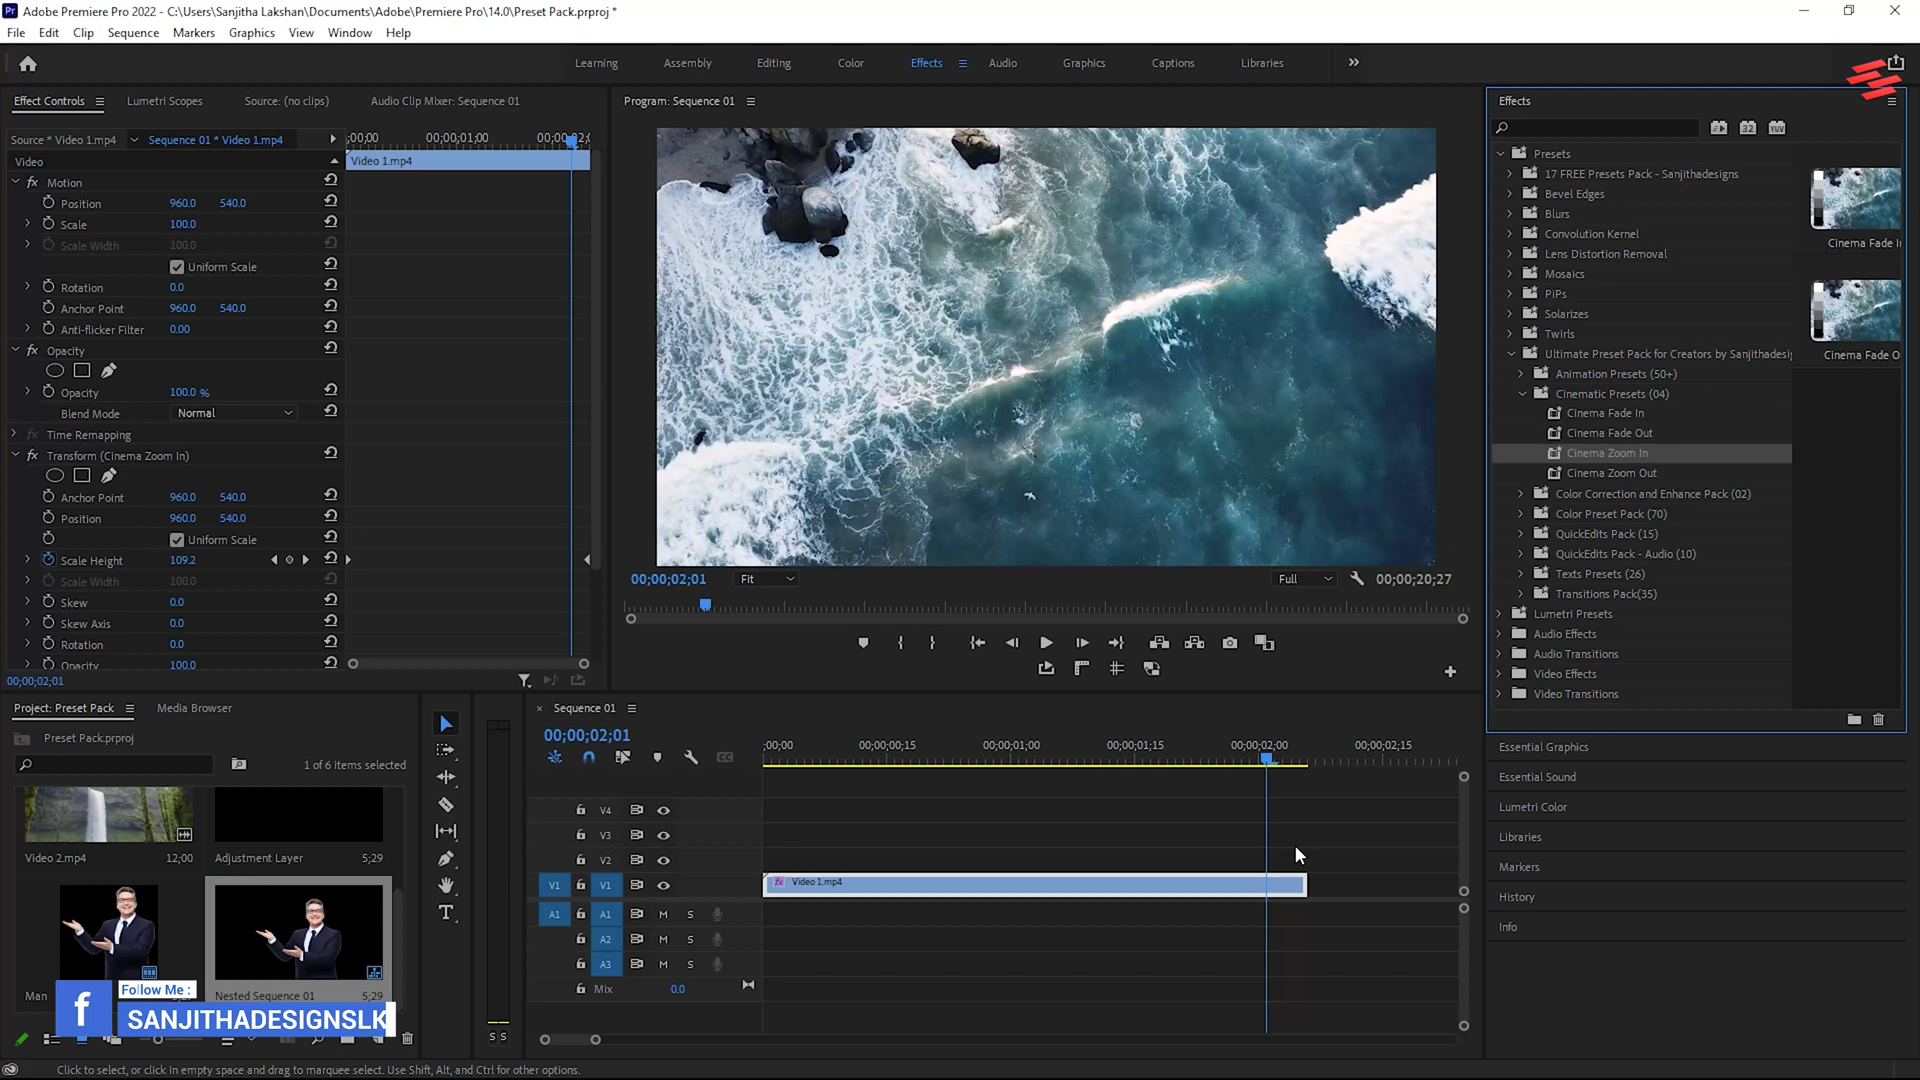 Pr Adobe Premiere Pro 2022 - C:\Users\Sanjitha Lakshan\Documents\Adobe\Premiere Pro\14.0\Preset Pack.prproj *
File Edit Clip Sequence Markers Graphics View Window Help
Learning Assembly Editing Color Effects Audio Graphics Captions Libraries
Effect Controls Lumetri Scopes Source: (no clips) Audio Clip Mixer: Sequence 01
Source * Video 1.mp4 Sequence 01 * Video 1.mp4
;00;00 00;00;01;00 00;00;02;(
Video
Video 1.mp4
fx Motion
Position 960.0 540.0
Scale 100.0
Scale Width 100.0
Uniform Scale
Rotation 0.0
Anchor Point 960.0 540.0
Anti-flicker Filter 0.00
fx Opacity
Opacity 100.0 %
Blend Mode Normal
fx Time Remapping
fx Transform (Cinema Zoom In)
Anchor Point 960.0 540.0
Position 960.0 540.0
Uniform Scale
Scale Height 109.2
Scale Width 100.0
Skew 0.0
Skew Axis 0.0
Rotation 0.0
Opacity 100.0
00;00;02;01
Program: Sequence 01
00;00;02;01 Fit Full 00;00;20;27
Effects
32 YUV
Presets
17 FREE Presets Pack - Sanjithadesigns
Bevel Edges
Blurs
Convolution Kernel
Lens Distortion Removal
Mosaics
PiPs
Solarizes
Twirls
Ultimate Preset Pack for Creators by Sanjithadesi
Animation Presets (50+)
Cinematic Presets (04)
Cinema Fade In
Cinema Fade Out
Cinema Zoom In
Cinema Zoom Out
Color Correction and Enhance Pack (02)
Color Preset Pack (70)
QuickEdits Pack (15)
QuickEdits Pack - Audio (10)
Texts Presets (26)
Transitions Pack(35)
Lumetri Presets
Audio Effects
Audio Transitions
Video Effects
Video Transitions
Cinema Fade I
Cinema Fade O
Essential Graphics
Essential Sound
Lumetri Color
Libraries
Markers
History
Info
Project: Preset Pack Media Browser
Preset Pack.prproj
1 of 6 items selected
Video 2.mp4 12;00
Adjustment Layer 5;29
Man
Nested Sequence 01 5;29
f
Follow Me :
SANJITHADESIGNSLK
S S
Sequence 01
00;00;02;01
;00;00 00;00;00;15 00;00;01;00 00;00;01;15 00;00;02;00 00;00;02;15
V4
V3
V2
V1 V1 fx Video 1.mp4
A1 A1 M S
A2 M S
A3 M S
Mix 0.0
Click to select, or click in empty space and drag to marquee select. Use Shift, Alt, and Ctrl for other options.